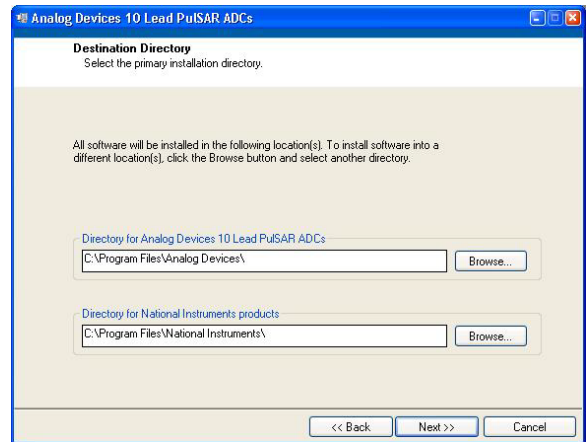 Analog Devices 10 Lead PulSAR ADCs
Destination Directory
Select the primary installation directory.
All software will be installed in the following location(s). To install software into a
different location(s), click the Browse button and select another directory.
Directory for Analog Devices 10 Lead PulSAR ADCs
C:\Program Files\Analog Devices\
Browse...
Directory for National Instruments products
C:\Program Files\National Instruments\
Browse...
<< Back
Next >>
Cancel